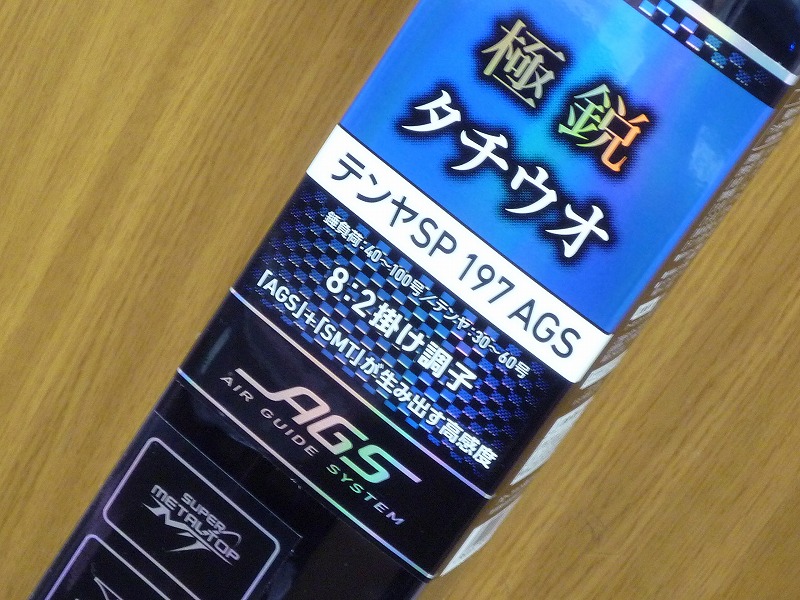 極鋭
タチウオ
テンヤSP 197 AGS
錘負荷:40~100号/テンヤ:30~60号
8:2掛け調子
「AGS」+「SMT」が生み出す高感度
AGS
AIR GUIDE SYSTEM
SUPER
METALTOP